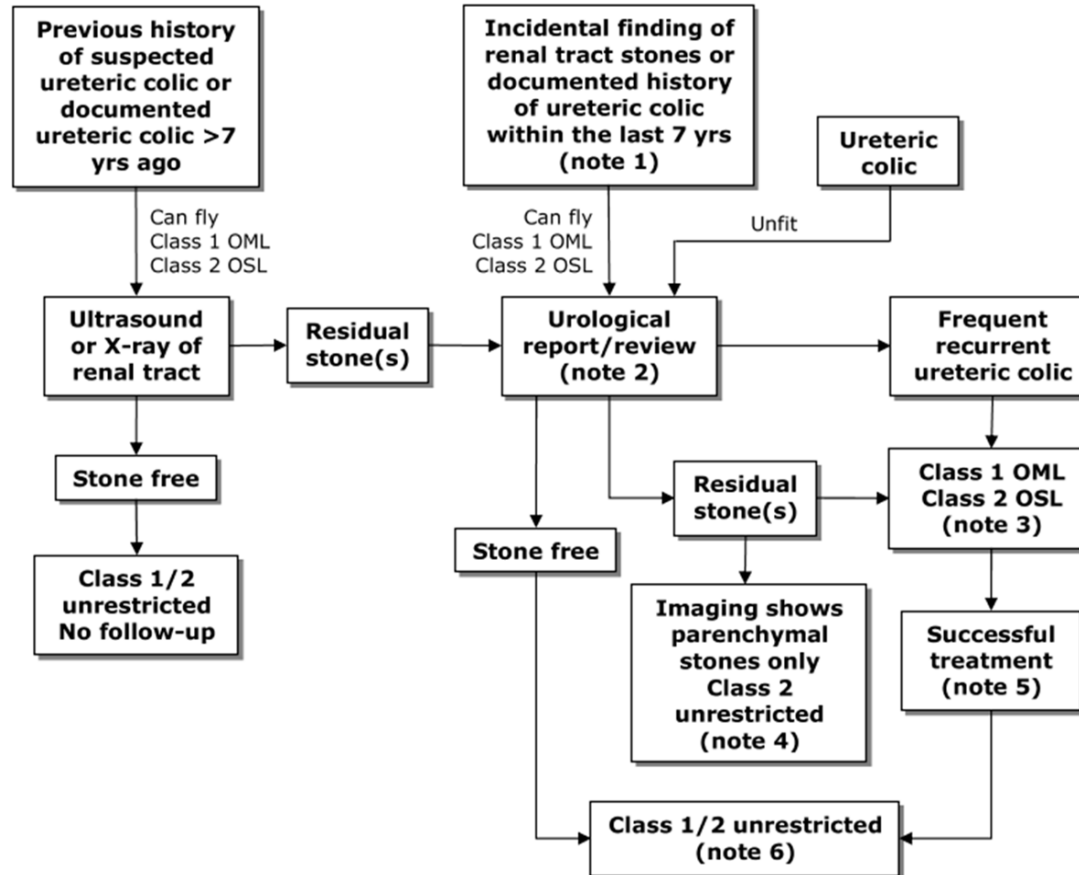 Previous history
of suspected
ureteric colic or
documented
ureteric colic >7
yrs ago
Incidental finding of
renal tract stones or
documented history
of ureteric colic
within the last 7 yrs
(note 1)
Ureteric
colic
Can fly
Class 1 OML
Class 2 OSL
Can fly
Class 1 OML
Class 2 OSL
Unfit
Ultrasound
or X-ray of
renal tract
Residual
stone(s)
Urological
report/review
(note 2)
Frequent
recurrent
ureteric colic
Stone free
Class 1/2
unrestricted
No follow-up
Stone free
Residual
stone(s)
Class 1 OML
Class 2 OSL
(note 3)
Imaging shows
parenchymal
stones only
Class 2
unrestricted
(note 4)
Successful
treatment
(note 5)
Class 1/2 unrestricted
(note 6)